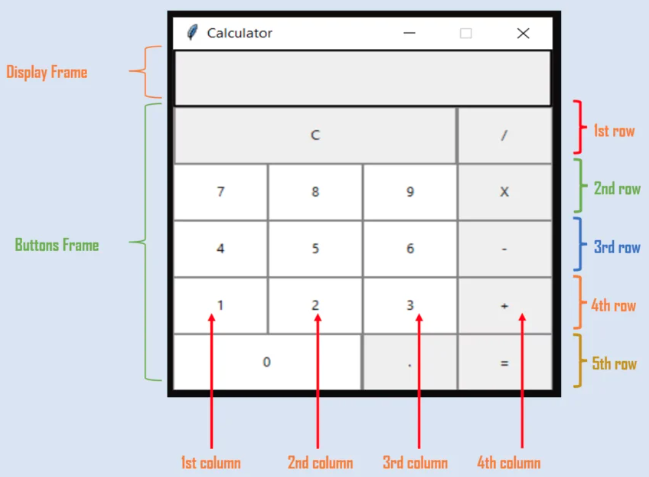 Calculator
Display Frame
C /
1st row
7 8 9 X
2nd row
Buttons Frame
4 5 6 -
3rd row
1 2 3 +
4th row
0 . =
5th row
1st column 2nd column 3rd column 4th column